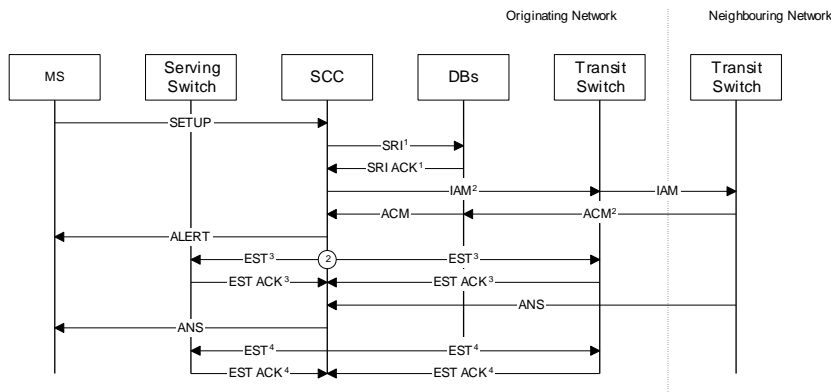 Originating Network
Neighbouring Network
MS
Serving
Switch
SCC
DBs
Transit
Switch
Transit
Switch
SETUP
SRI¹
SRI ACK¹
IAM²
IAM
ACM
ACM²
ALERT
EST³
2
EST³
EST ACK³
EST ACK³
ANS
ANS
EST⁴
EST⁴
EST ACK⁴
EST ACK⁴